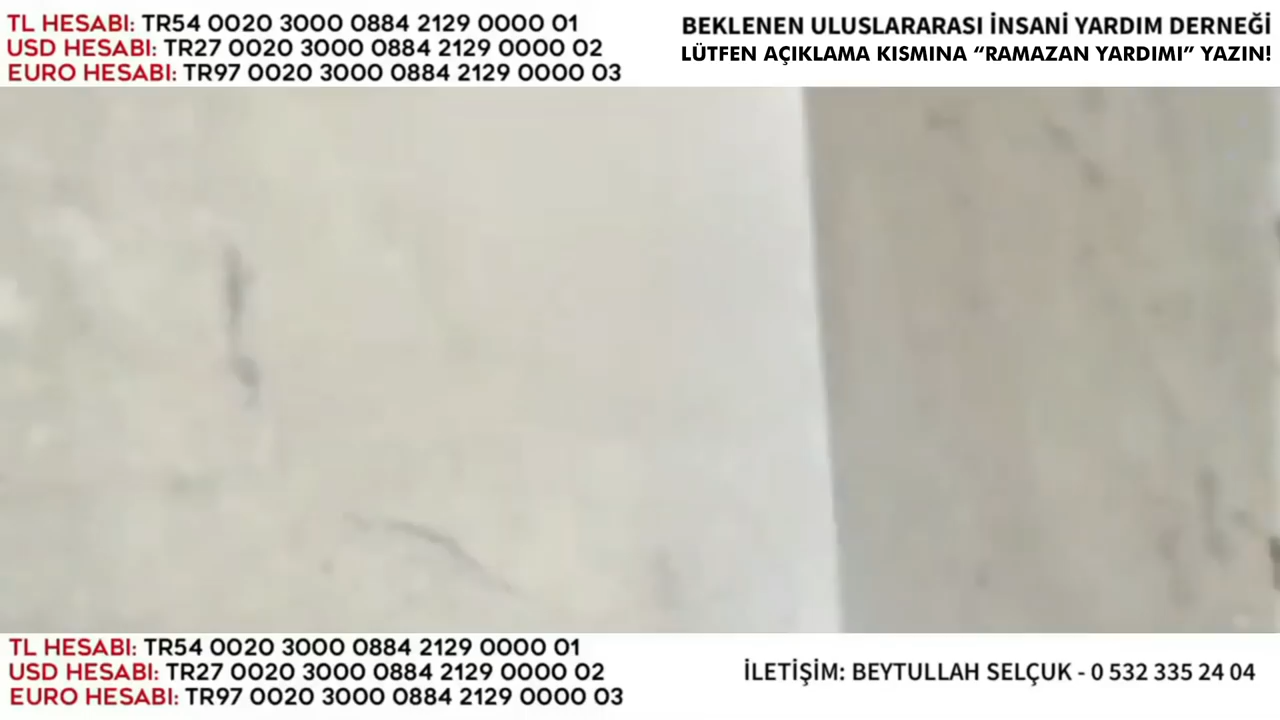 TL HESABI: TR54 0020 3000 0884 2129 0000 01
USD HESABI: TR27 0020 3000 0884 2129 0000 02
EURO HESABI: TR97 0020 3000 0884 2129 0000 03
BEKLENEN ULUSLARARASI İNSANİ YARDIM DERNEĞİ
LÜTFEN AÇIKLAMA KISMINA “RAMAZAN YARDIMI” YAZIN!
TL HESABI: TR54 0020 3000 0884 2129 0000 01
USD HESABI: TR27 0020 3000 0884 2129 0000 02
EURO HESABI: TR97 0020 3000 0884 2129 0000 03
İLETİŞİM: BEYTULLAH SELÇUK - 0 532 335 24 04